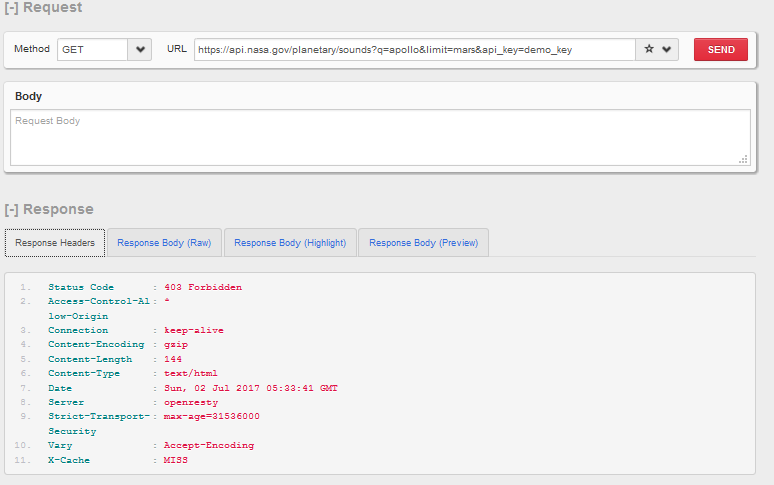 [-] Request
Method GET URL https://api.nasa.gov/planetary/sounds?q=apollo&limit=mars&api_key=demo_key SEND
Body
Request Body
[-] Response
Response Headers Response Body (Raw) Response Body (Highlight) Response Body (Preview)
1. Status Code : 403 Forbidden
2. Access-Control-Al : *
low-Origin
3. Connection : keep-alive
4. Content-Encoding : gzip
5. Content-Length : 144
6. Content-Type : text/html
7. Date : Sun, 02 Jul 2017 05:33:41 GMT
8. Server : openresty
9. Strict-Transport- : max-age=31536000
Security
10. Vary : Accept-Encoding
11. X-Cache : MISS